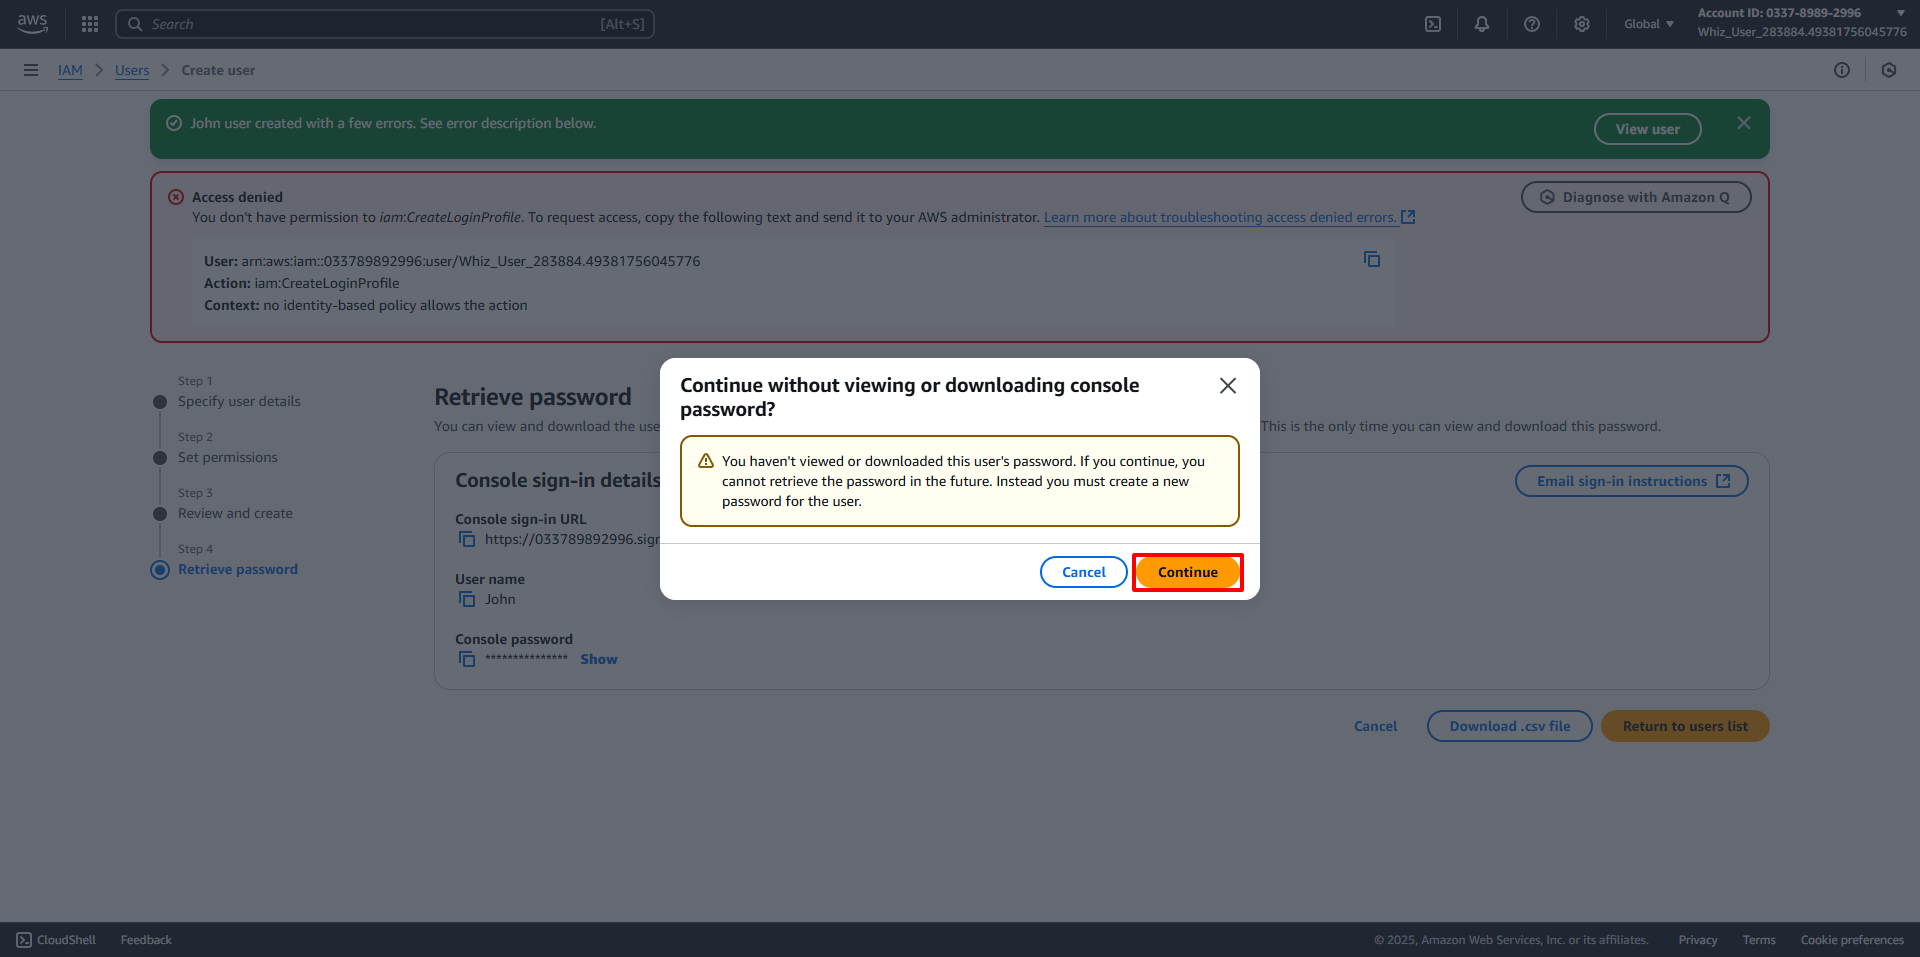 aws
Search [Alt+S]
Global
Account ID: 0337-8989-2996
Whiz_User_283884.49381756045776
IAM
Users
Create user
John user created with a few errors. See error description below.
View user
Access denied
You don't have permission to iam:CreateLoginProfile. To request access, copy the following text and send it to your AWS administrator. Learn more about troubleshooting access denied errors.
Diagnose with Amazon Q
User: arn:aws:iam::033789892996:user/Whiz_User_283884.49381756045776
Action: iam:CreateLoginProfile
Context: no identity-based policy allows the action
Step 1
Specify user details
Step 2
Set permissions
Step 3
Review and create
Step 4
Retrieve password
Retrieve password
You can view and download the use
This is the only time you can view and download this password.
Console sign-in details
Email sign-in instructions
Console sign-in URL
https://033789892996.sign
User name
John
Console password
*************** Show
Continue without viewing or downloading console
password?
You haven't viewed or downloaded this user's password. If you continue, you
cannot retrieve the password in the future. Instead you must create a new
password for the user.
Cancel
Continue
Cancel
Download .csv file
Return to users list
CloudShell
Feedback
© 2025, Amazon Web Services, Inc. or its affiliates.
Privacy
Terms
Cookie preferences